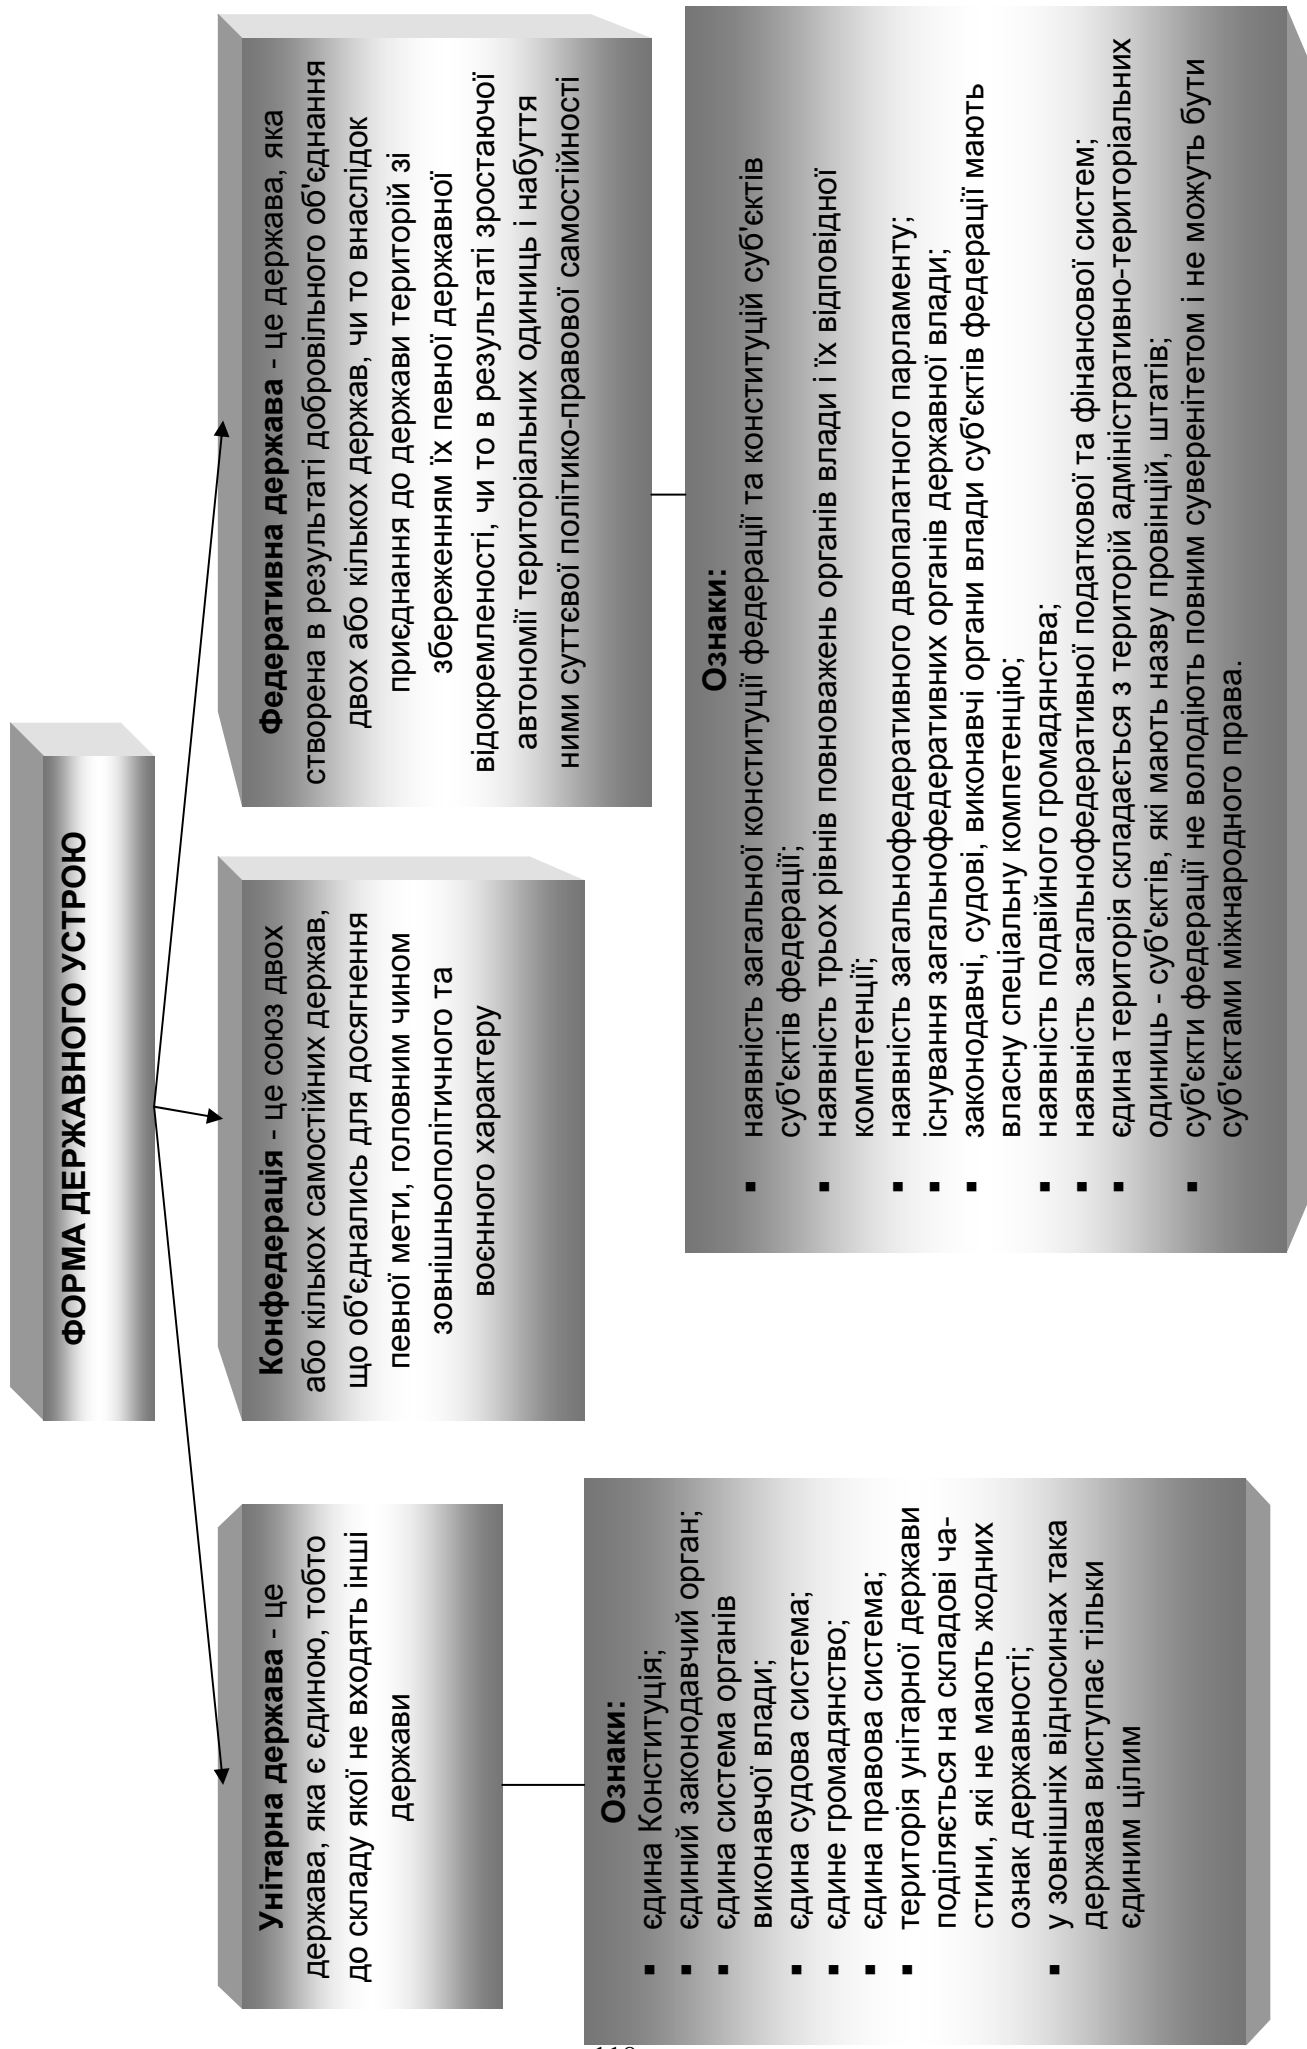 ФОРМА ДЕРЖАВНОГО УСТРОЮ
Унітарна держава - це
держава, яка є єдиною, тобто
до складу якої не входять інші
держави
Ознаки:
▪ єдина Конституція;
▪ єдиний законодавчий орган;
▪ єдина система органів
виконавчої влади;
▪ єдина судова система;
▪ єдине громадянство;
▪ єдина правова система;
▪ територія унітарної держави
поділяється на складові ча-
стини, які не мають жодних
ознак державності;
▪ у зовнішніх відносинах така
держава виступає тільки
єдиним цілим
Конфедерація - це союз двох
або кількох самостійних держав,
що об'єднались для досягнення
певної мети, головним чином
зовнішньополітичного та
воєнного характеру
Федеративна держава - це держава, яка
створена в результаті добровільного об'єднання
двох або кількох держав, чи то внаслідок
приєднання до держави територій зі
збереженням їх певної державної
відокремленості, чи то в результаті зростаючої
автономії територіальних одиниць і набуття
ними суттєвої політико-правової самостійності
Ознаки:
▪ наявність загальної конституції федерації та конституцій суб'єктів
суб'єктів федерації;
▪ наявність трьох рівнів повноважень органів влади і їх відповідної
компетенції;
▪ наявність загальнофедеративного двопалатного парламенту;
▪ існування загальнофедеративних органів державної влади;
▪ законодавчі, судові, виконавчі органи влади суб'єктів федерації мають
власну спеціальну компетенцію;
▪ наявність подвійного громадянства;
▪ наявність загальнофедеративної податкової та фінансової систем;
▪ єдина територія складається з територій адміністративно-територіальних
одиниць - суб'єктів, які мають назву провінцій, штатів;
▪ суб'єкти федерації не володіють повним суверенітетом і не можуть бути
суб'єктами міжнародного права.